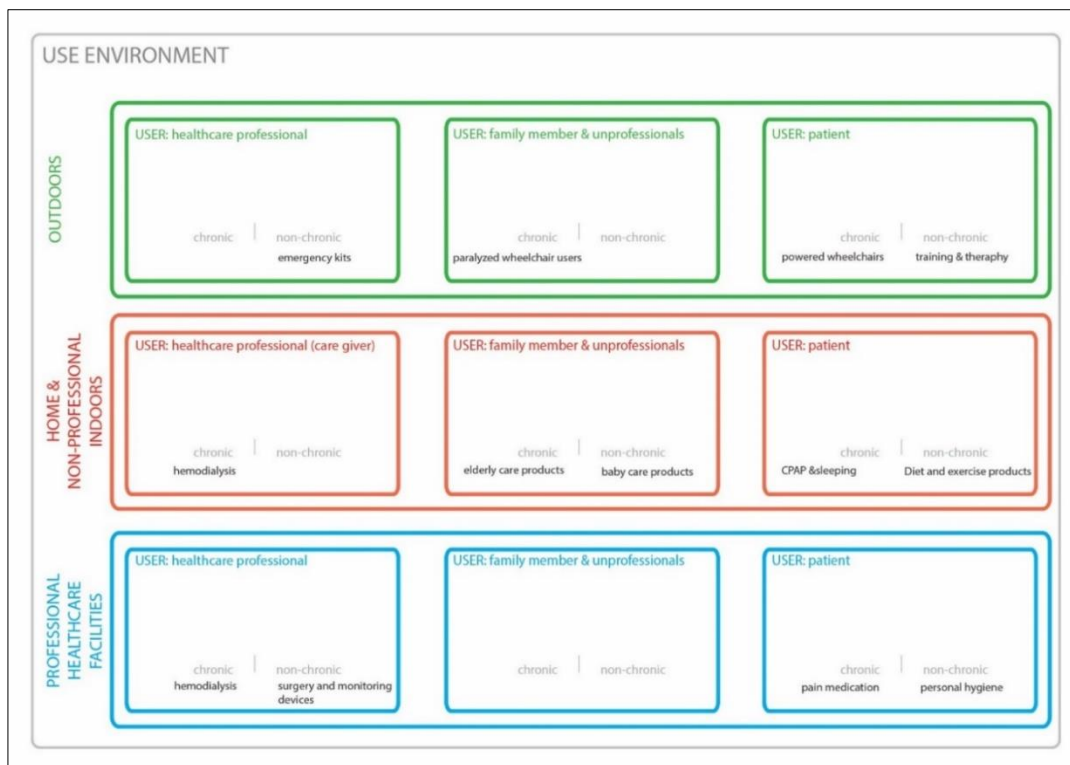 USE ENVIRONMENT
OUTDOORS
USER: healthcare professional
chronic | non-chronic
emergency kits
USER: family member & unprofessionals
chronic | non-chronic
paralyzed wheelchair users
USER: patient
chronic | non-chronic
powered wheelchairs training & theraphy
HOME &
NON-PROFESSIONAL
INDOORS
USER: healthcare professional (care giver)
chronic | non-chronic
hemodialysis
USER: family member & unprofessionals
chronic | non-chronic
elderly care products baby care products
USER: patient
chronic | non-chronic
CPAP &sleeping Diet and exercise products
PROFESSIONAL
HEALTHCARE
FACILITIES
USER: healthcare professional
chronic | non-chronic
hemodialysis surgery and monitoring
devices
USER: family member & unprofessionals
chronic | non-chronic
USER: patient
chronic | non-chronic
pain medication personal hygiene